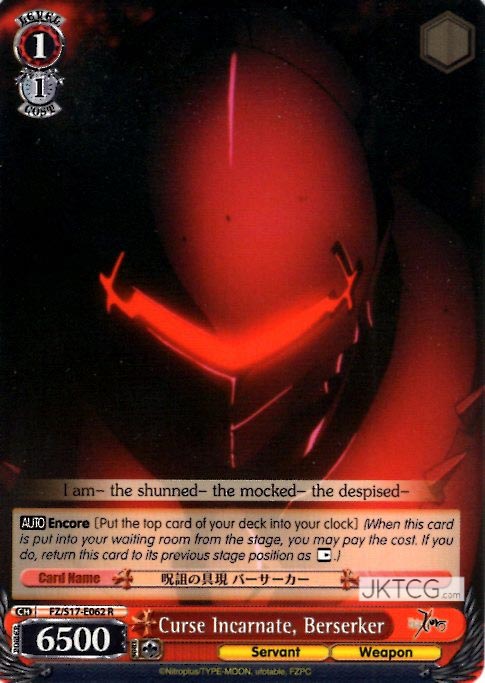 LEVEL
1
1
COST
I am– the shunned– the mocked– the despised–
AUTO Encore [Put the top card of your deck into your clock] (When this card
is put into your waiting room from the stage, you may pay the cost. If you
do, return this card to its previous stage position as .)
Card Name 呪詛の具現 バーサーカー
JKTCG.com
CH FZ/S17-E062 R
POWER 6500
SOUL
Curse Incarnate, Berserker
Servant Weapon
©Nitroplus/TYPE-MOON, ufotable, FZPC